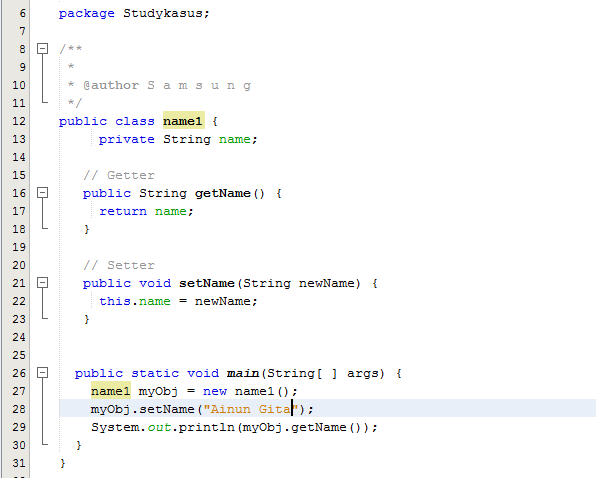 6 package Studykasus;
7
8 /**
9 *
10 * @author S a m s u n g
11 */
12 public class name1 {
13 private String name;
14
15 // Getter
16 public String getName() {
17 return name;
18 }
19
20 // Setter
21 public void setName(String newName) {
22 this.name = newName;
23 }
24
25
26 public static void main(String[ ] args) {
27 name1 myObj = new name1();
28 myObj.setName("Ainun Gita");
29 System.out.println(myObj.getName());
30 }
31 }